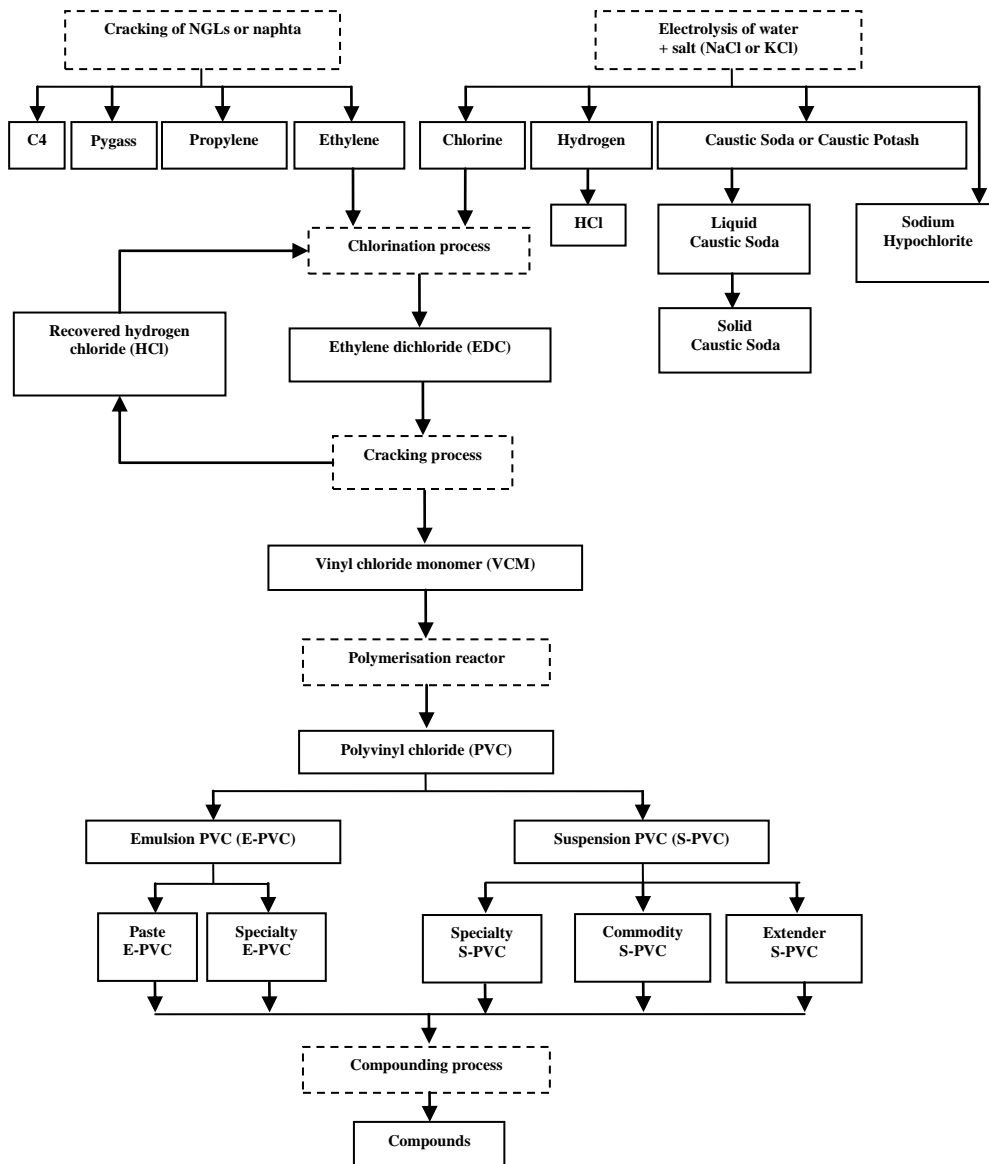 Cracking of NGLs or naphta
Electrolysis of water
+ salt (NaCl or KCl)
C4
Pygass
Propylene
Ethylene
Chlorine
Hydrogen
Caustic Soda or Caustic Potash
HCl
Liquid
Caustic Soda
Sodium
Hypochlorite
Chlorination process
Solid
Caustic Soda
Recovered hydrogen
chloride (HCl)
Ethylene dichloride (EDC)
Cracking process
Vinyl chloride monomer (VCM)
Polymerisation reactor
Polyvinyl chloride (PVC)
Emulsion PVC (E-PVC)
Suspension PVC (S-PVC)
Paste
E-PVC
Specialty
E-PVC
Specialty
S-PVC
Commodity
S-PVC
Extender
S-PVC
Compounding process
Compounds